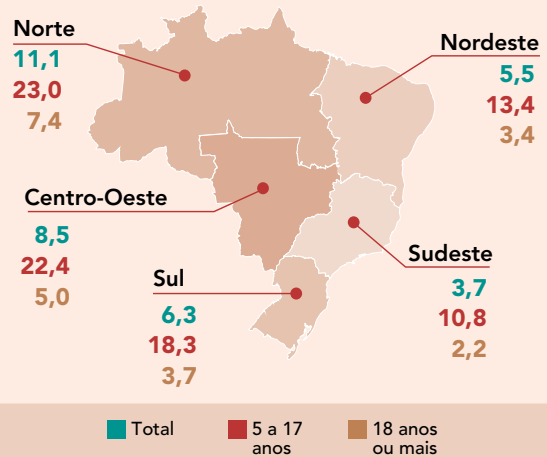 Norte
11,1
23,0
7,4
Nordeste
5,5
13,4
3,4
Centro-Oeste
8,5
22,4
5,0
Sudeste
3,7
10,8
2,2
Sul
6,3
18,3
3,7
Total
5 a 17
anos
18 anos
ou mais